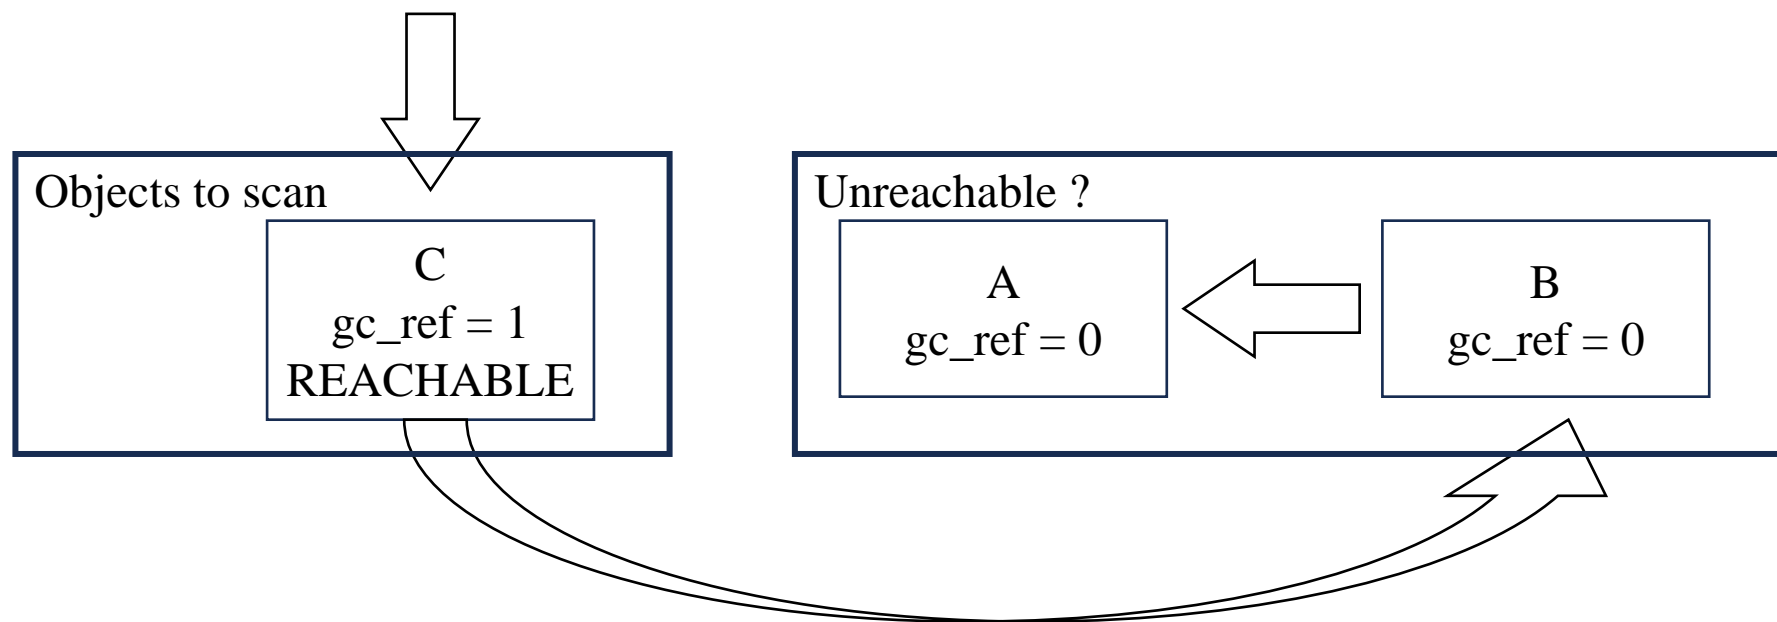 Objects to scan
C
gc_ref = 1
REACHABLE
Unreachable ?
A
gc_ref = 0
B
gc_ref = 0